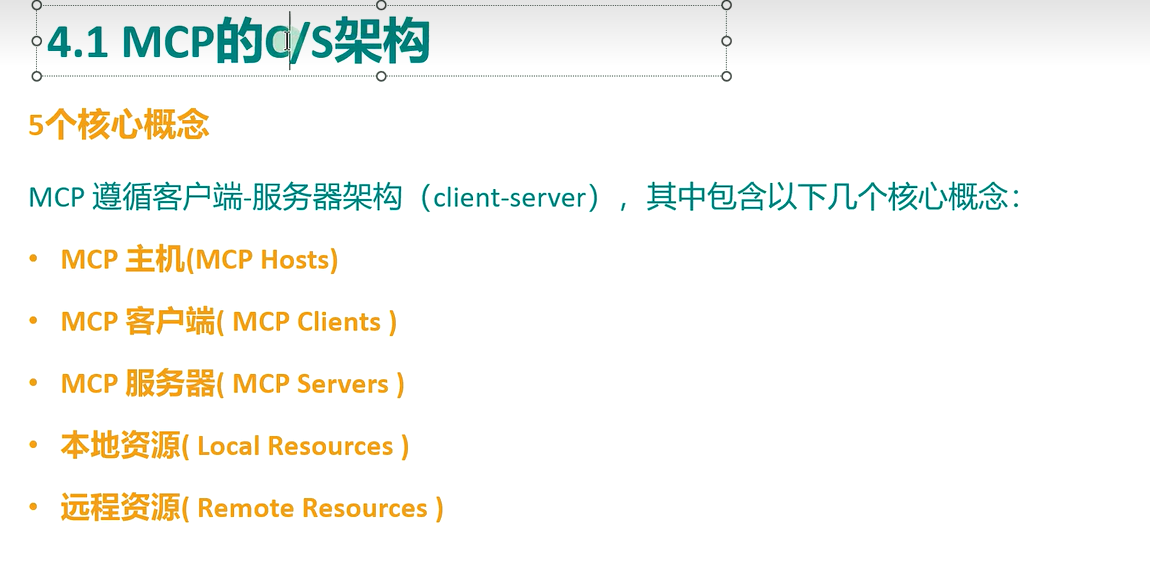 4.1 MCP的C/S架构
5个核心概念
MCP 遵循客户端-服务器架构（client-server），其中包含以下几个核心概念：
• MCP 主机(MCP Hosts)
• MCP 客户端( MCP Clients )
• MCP 服务器( MCP Servers )
• 本地资源( Local Resources )
• 远程资源( Remote Resources )